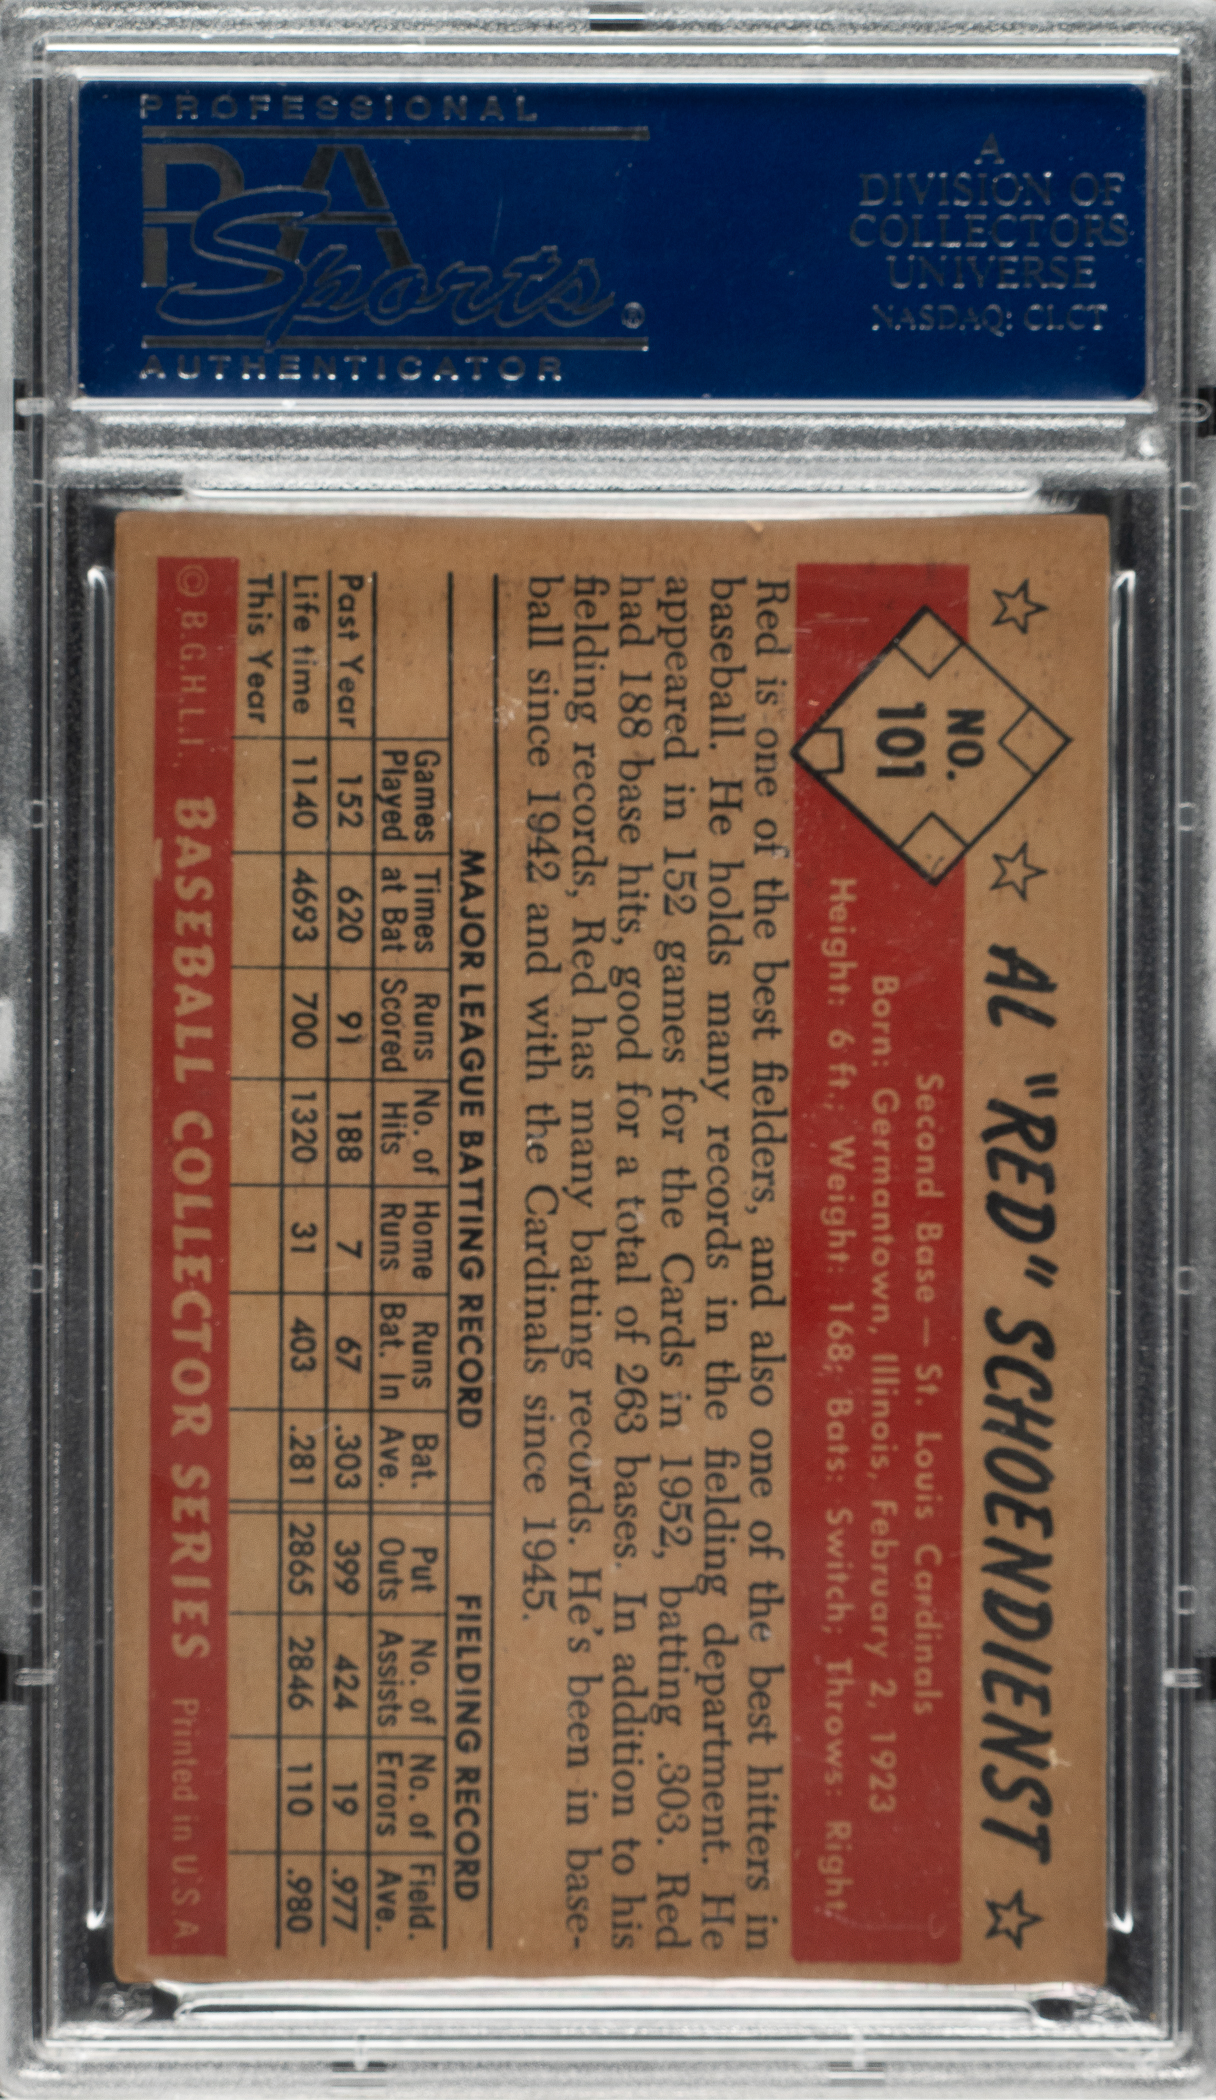 PROFESSIONAL
PSA
Sports®
AUTHENTICATOR
A
DIVISION OF
COLLECTORS
UNIVERSE
NASDAQ: CLCT
☆ ☆ AL "RED" SCHOENDIENST ☆
NO.
101
Second Base — St. Louis Cardinals
Born: Germantown, Illinois, February 2, 1923
Height: 6 ft.; Weight: 168; Bats: Switch; Throws: Right
Red is one of the best fielders, and also one of the best hitters in
baseball. He holds many records in the fielding department. He
appeared in 152 games for the Cards in 1952, batting .303. Red
had 188 base hits, good for a total of 263 bases. In addition to his
fielding records, Red has many batting records. He's been in base-
ball since 1942 and with the Cardinals since 1945.
MAJOR LEAGUE BATTING RECORD FIELDING RECORD
Games Times Runs No. of Home Runs Bat. Put No. of No. of Field.
Played at Bat Scored Hits Runs Bat. In Ave. Outs Assists Errors Ave.
Past Year 152 620 91 188 7 67 .303 399 424 19 .977
Life time 1140 4693 700 1320 31 403 .281 2865 2846 110 .980
This Year
© B.G.H.L.I. BASEBALL COLLECTOR SERIES Printed in U.S.A.